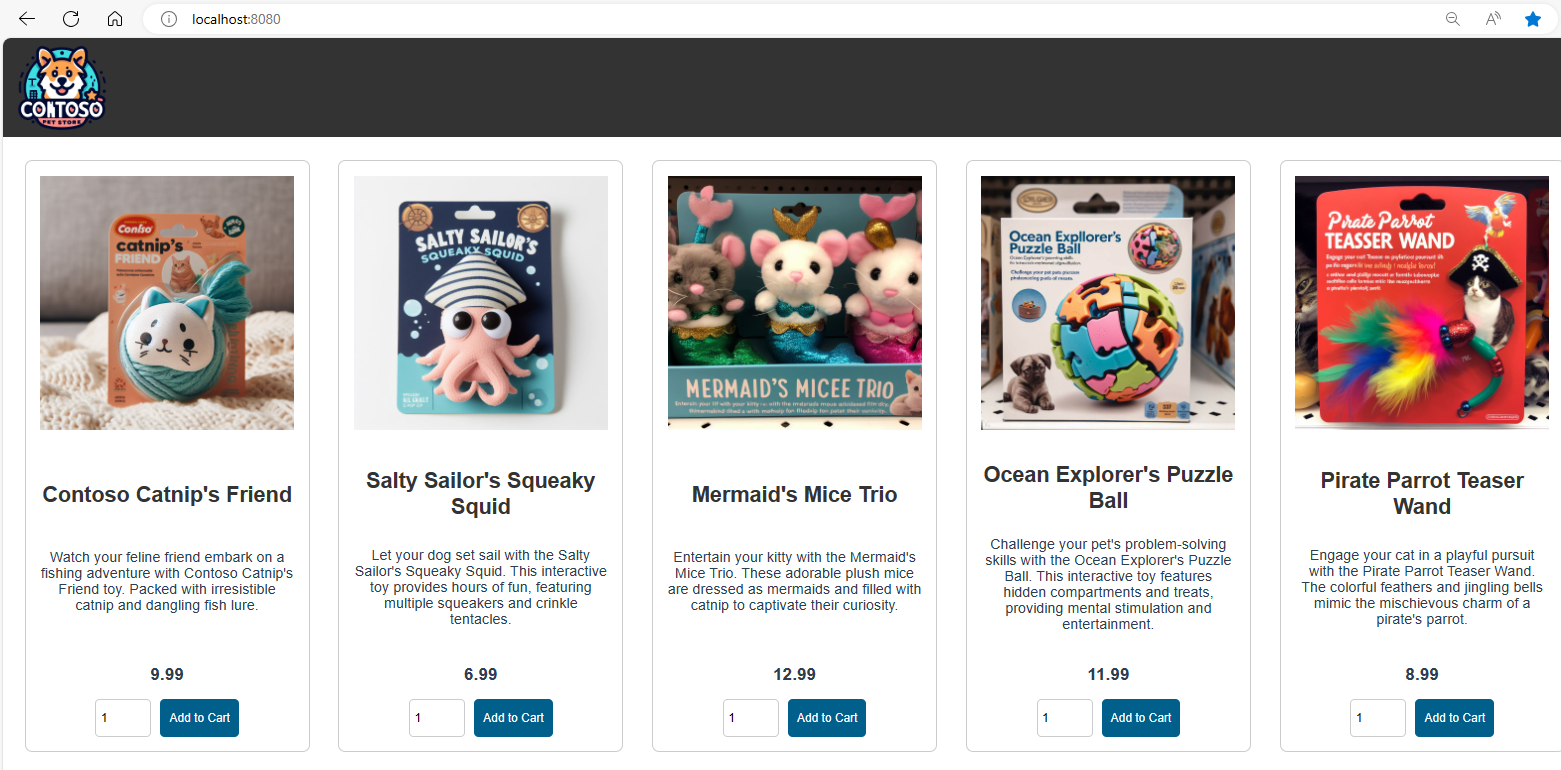 localhost:8080
CONTOSO
PET STORE
Conlso
catnip's
FRIEND
SALTY SAILOR'S
SQUEAKY SQUID
MERMAID'S MICEE TRIO
Ocean Expllorer's
Puzzle Ball
Pirate Parrot
TEASSER WAND
Contoso Catnip's Friend
Watch your feline friend embark on a
fishing adventure with Contoso Catnip's
Friend toy. Packed with irresistible
catnip and dangling fish lure.
9.99
1
Add to Cart
Salty Sailor's Squeaky
Squid
Let your dog set sail with the Salty
Sailor's Squeaky Squid. This interactive
toy provides hours of fun, featuring
multiple squeakers and crinkle
tentacles.
6.99
1
Add to Cart
Mermaid's Mice Trio
Entertain your kitty with the Mermaid's
Mice Trio. These adorable plush mice
are dressed as mermaids and filled with
catnip to captivate their curiosity.
12.99
1
Add to Cart
Ocean Explorer's Puzzle
Ball
Challenge your pet's problem-solving
skills with the Ocean Explorer's Puzzle
Ball. This interactive toy features
hidden compartments and treats,
providing mental stimulation and
entertainment.
11.99
1
Add to Cart
Pirate Parrot Teaser
Wand
Engage your cat in a playful pursuit
with the Pirate Parrot Teaser Wand.
The colorful feathers and jingling bells
mimic the mischievous charm of a
pirate's parrot.
8.99
1
Add to Cart